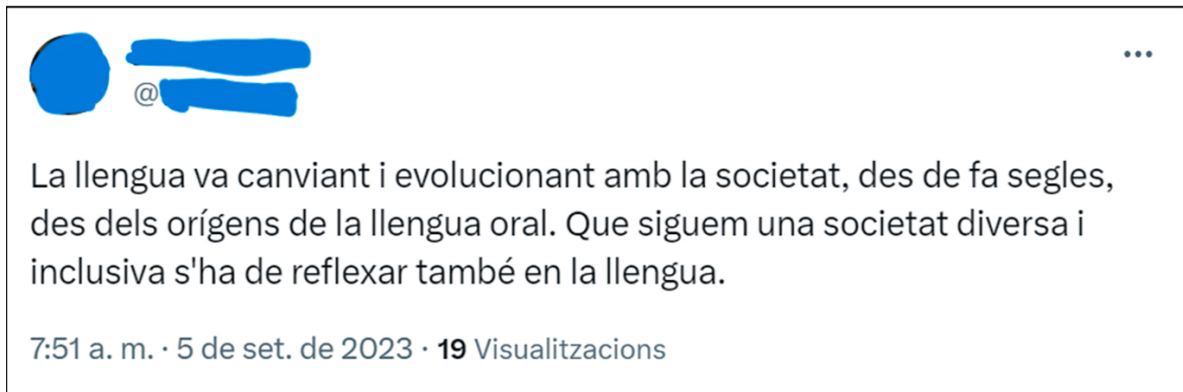 @
La llengua va canviant i evolucionant amb la societat, des de fa segles,
des dels orígens de la llengua oral. Que siguem una societat diversa i
inclusiva s'ha de reflexar també en la llengua.
7:51 a. m. · 5 de set. de 2023 · 19 Visualitzacions